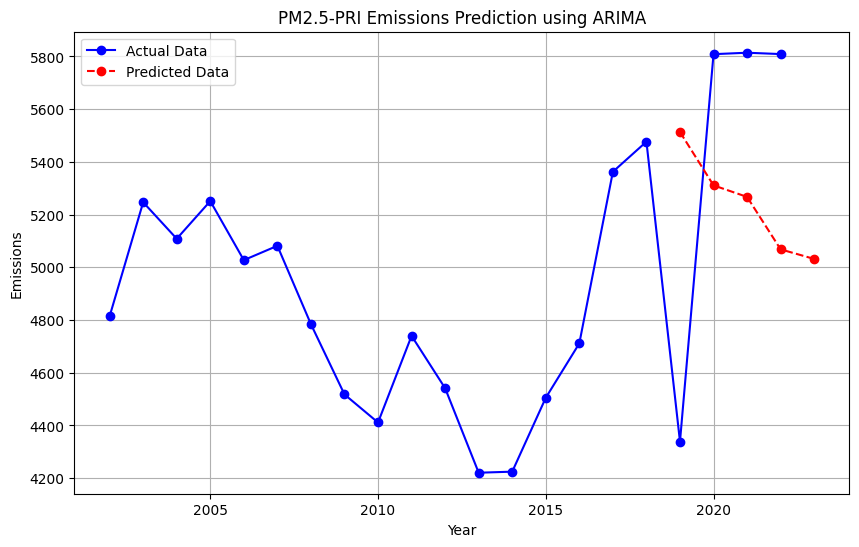 PM2.5-PRI Emissions Prediction using ARIMA
Actual Data
Predicted Data
5800
5600
5400
5200
5000
4800
4600
4400
4200
Emissions
2005 2010 2015 2020
Year